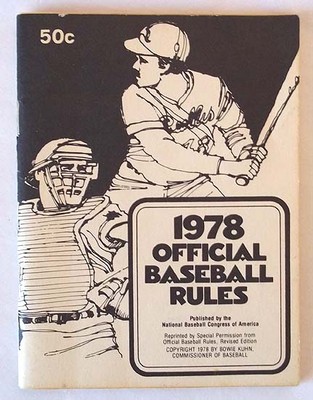 50c
1978
OFFICIAL
BASEBALL
RULES
Published by the
National Baseball Congress of America
Reprinted by Special Permission from
Official Baseball Rules, Revised Edition
COPYRIGHT 1978 BY BOWIE KUHN,
COMMISSIONER OF BASEBALL